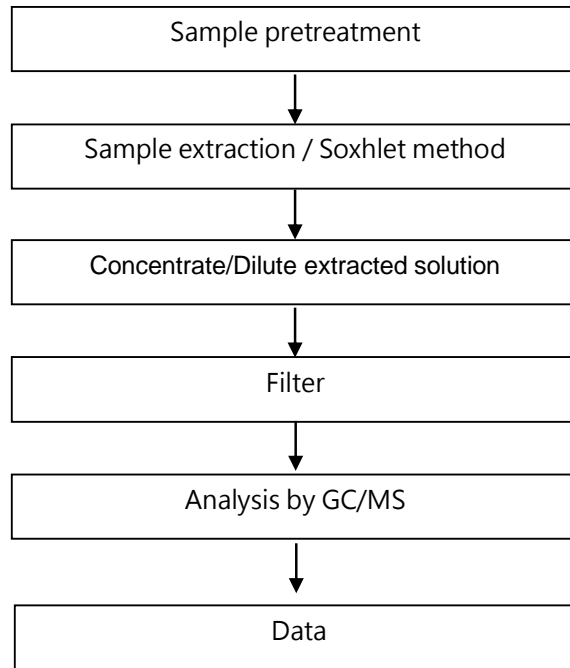 Sample pretreatment
Sample extraction / Soxhlet method
Concentrate/Dilute extracted solution
Filter
Analysis by GC/MS
Data